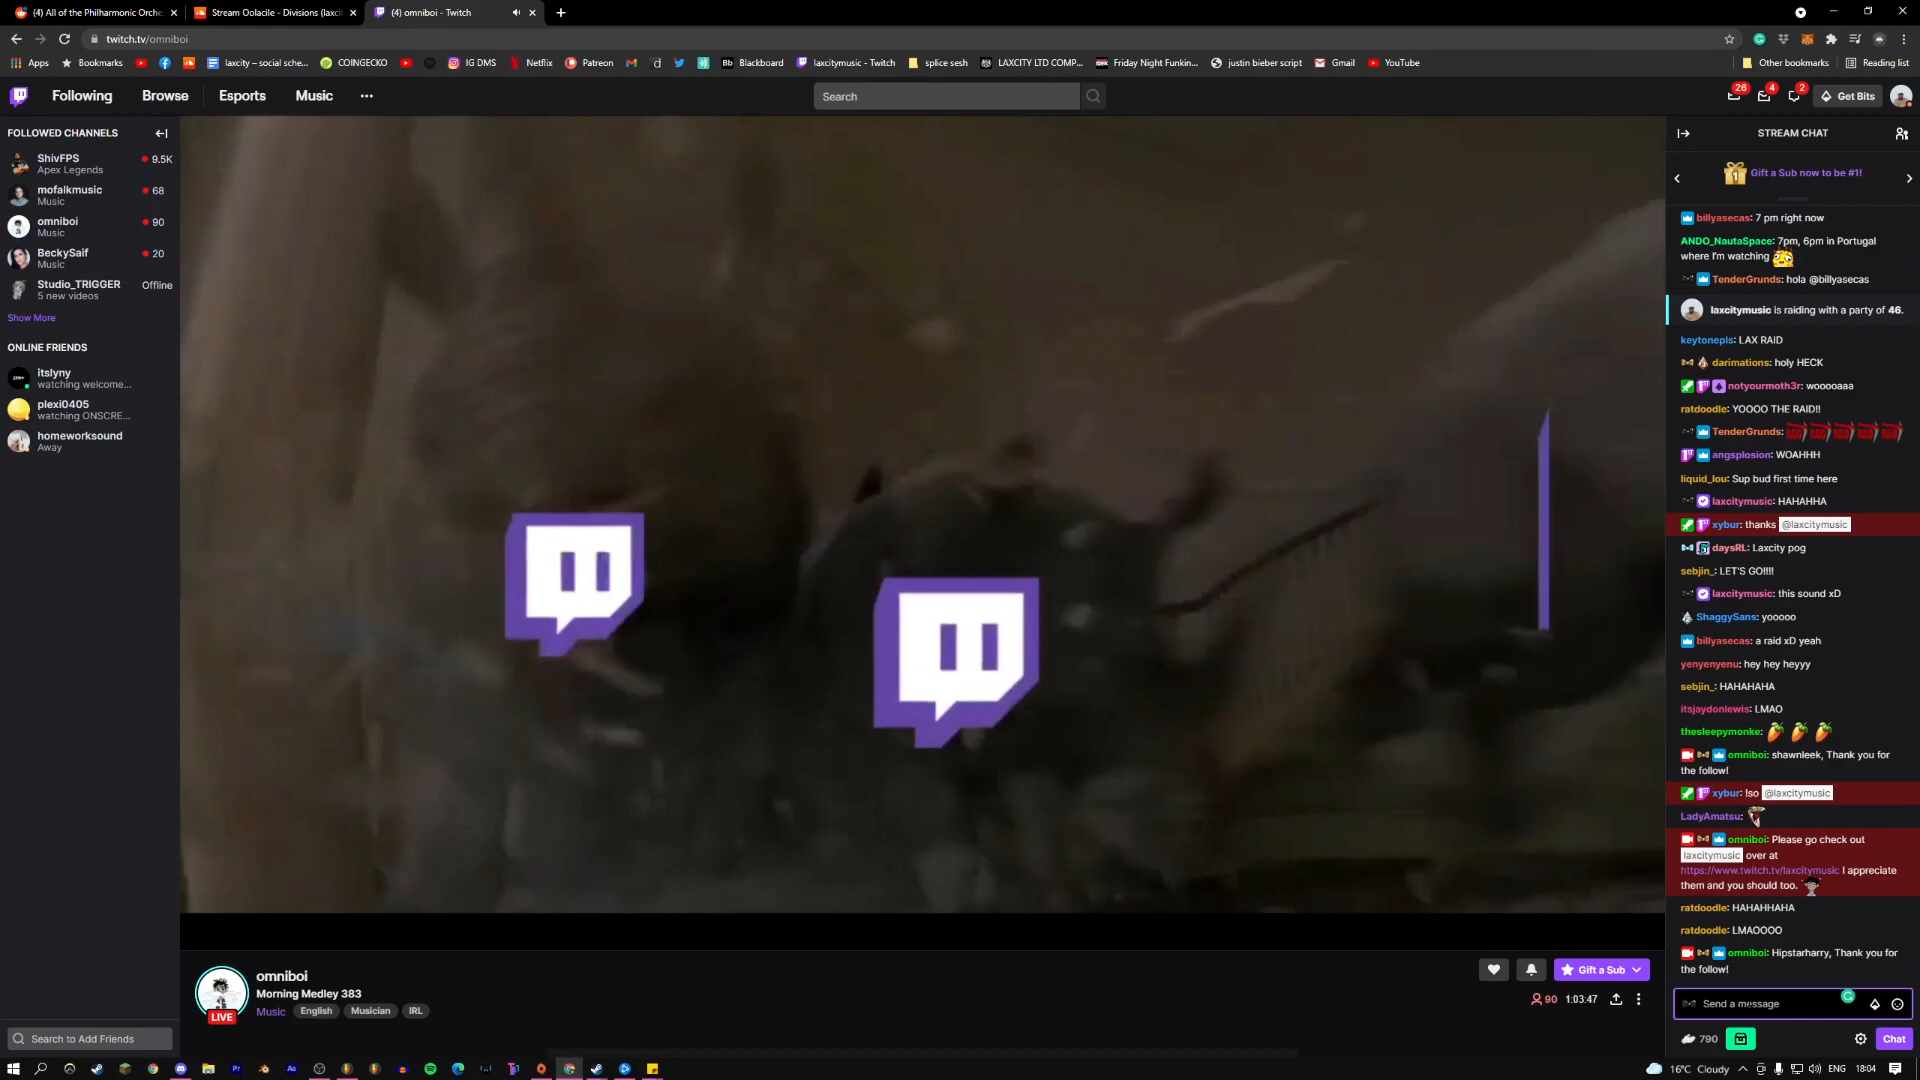 (4) All of the Philharmonic Orche
Stream Oolacile - Divisions (laxcit
(4) omniboi - Twitch
twitch.tv/omniboi
Apps
Bookmarks
laxcity – social sche...
COINGECKO
IG DMS
Netflix
Patreon
Blackboard
laxcitymusic - Twitch
splice sesh
LAXCITY LTD COMP...
Friday Night Funkin...
justin bieber script
Gmail
YouTube
Other bookmarks
Reading list
Following
Browse
Esports
Music
Search
26
4
2
Get Bits
FOLLOWED CHANNELS
ShivFPS
9.5K
Apex Legends
mofalkmusic
68
Music
omniboi
90
Music
BeckySaif
20
Music
Studio_TRIGGER
Offline
5 new videos
Show More
ONLINE FRIENDS
itslyny
watching welcome...
plexi0405
watching ONSCRE...
homeworksound
Away
Search to Add Friends
omniboi
Morning Medley 383
Music English Musician IRL
LIVE
Gift a Sub
90 1:03:47
STREAM CHAT
1
Gift a Sub now to be #1!
billyasecas: 7 pm right now
ANDO_NautaSpace: 7pm, 6pm in Portugal
where I'm watching
TenderGrunds: hola @billyasecas
laxcitymusic is raiding with a party of 46.
keytonepls: LAX RAID
darimations: holy HECK
notyourmoth3r: wooooaaa
ratdoodle: YOOOO THE RAID!!
TenderGrunds: RAID RAID RAID RAID RAID
angsplosion: WOAHHH
liquid_lou: Sup bud first time here
laxcitymusic: HAHAHHA
xybur: thanks @laxcitymusic
daysRL: Laxcity pog
sebjin_: LET'S GO!!!!
laxcitymusic: this sound xD
ShaggySans: yooooo
billyasecas: a raid xD yeah
yenyenyenu: hey hey heyyy
sebjin_: HAHAHAHA
itsjaydonlewis: LMAO
thesleepymonke:
omniboi: shawnleek, Thank you for
the follow!
xybur: !so @laxcitymusic
LadyAmatsu:
omniboi: Please go check out
laxcitymusic over at
https://www.twitch.tv/laxcitymusic I appreciate
them and you should too.
ratdoodle: HAHAHHAHA
ratdoodle: LMAOOOO
omniboi: Hipstarharry, Thank you for
the follow!
Send a message
790
Chat
16°C Cloudy
ENG
18:04